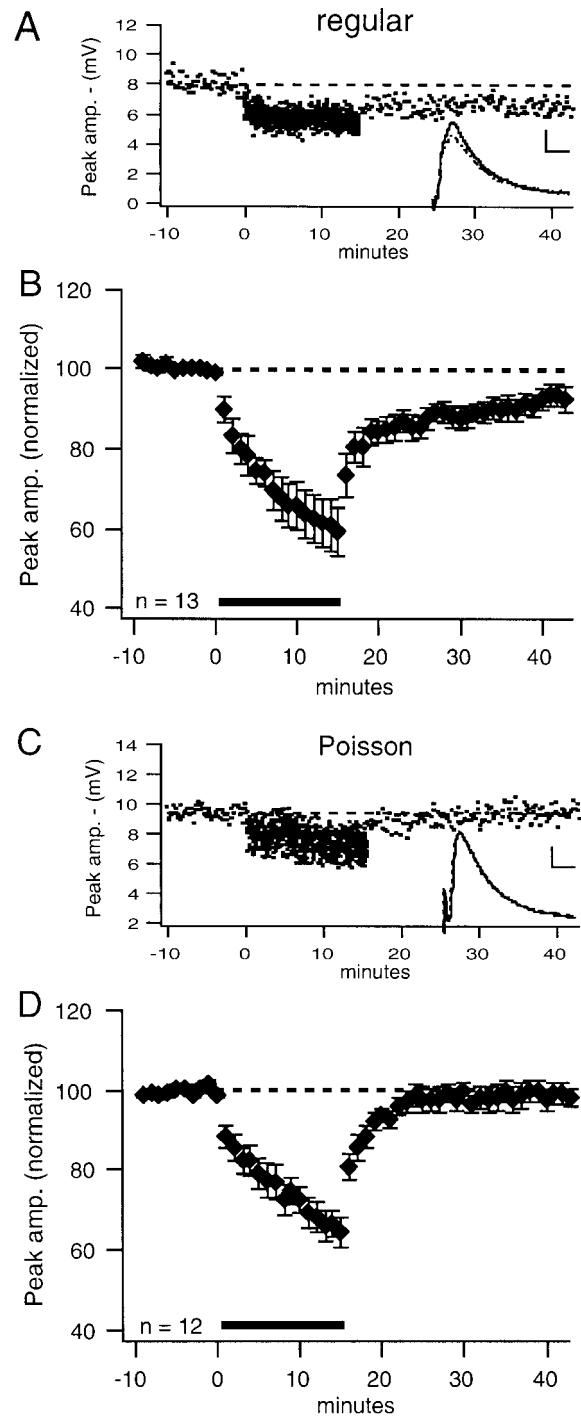 A
regular
12
10
8
6
4
2
0
Peak amp. - (mV)
-10 0 10 20 30 40
minutes
B
120
100
80
60
40
Peak amp. (normalized)
n = 13
-10 0 10 20 30 40
minutes
C
Poisson
14
12
10
8
6
4
2
Peak amp. - (mV)
-10 0 10 20 30 40
minutes
D
120
100
80
60
40
Peak amp. (normalized)
n = 12
-10 0 10 20 30 40
minutes